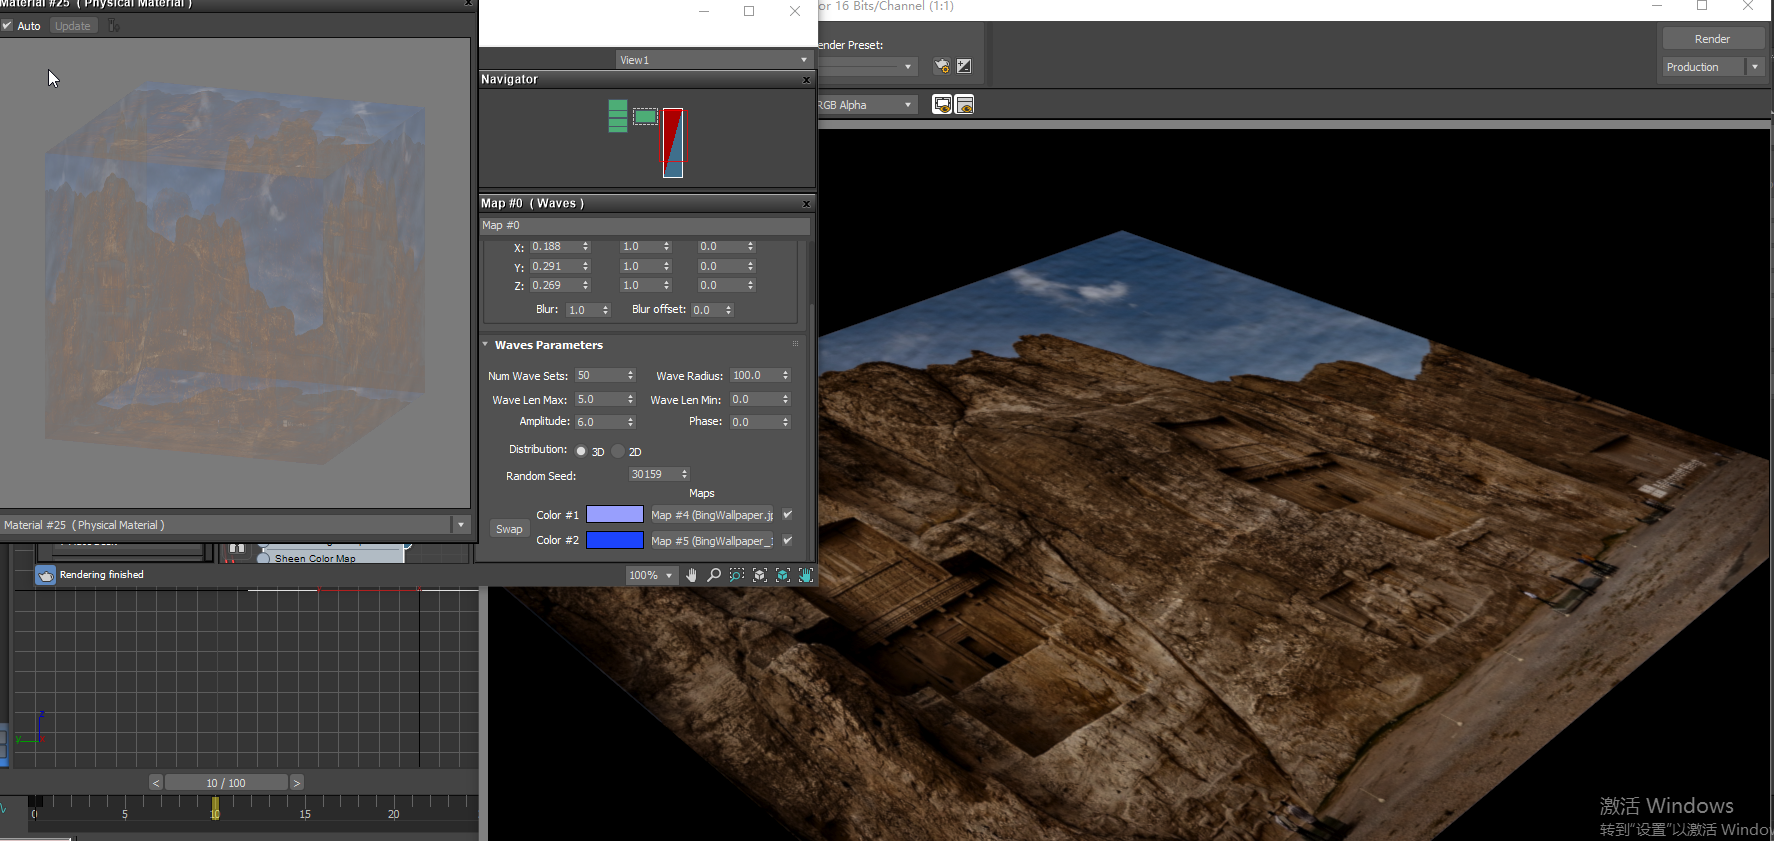 Material #25  ( Physical Material )
x
Auto
Update
View1
Navigator
x
Map #0  ( Waves )
x
Map #0
X: 0.188 1.0 0.0
Y: 0.291 1.0 0.0
Z: 0.269 1.0 0.0
Blur: 1.0 Blur offset: 0.0
Waves Parameters
Num Wave Sets: 50 Wave Radius: 100.0
Wave Len Max: 5.0 Wave Len Min: 0.0
Amplitude: 6.0 Phase: 0.0
Distribution: 3D 2D
Random Seed: 30159
Maps
Swap
Color #1 Map #4 (BingWallpaper.jp
Color #2 Map #5 (BingWallpaper_1
100%
or 16 Bits/Channel (1:1)
ender Preset:
Render
Production
RGB Alpha
Material #25  ( Physical Material )
Sheen Color Map
Rendering finished
z
y
< 10 / 100 >
0 5 10 15 20
激活 Windows
转到"设置"以激活 Windo